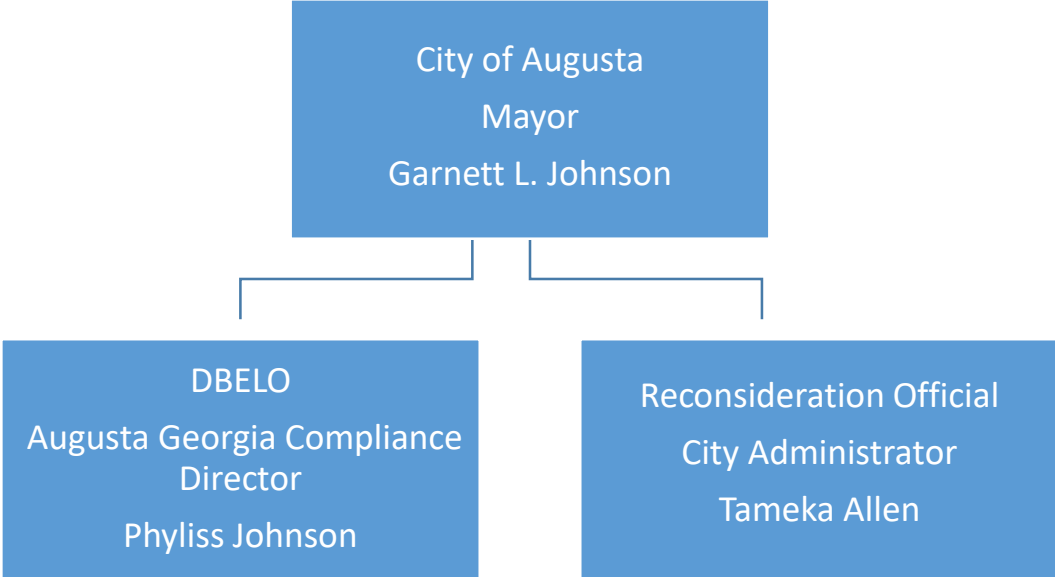 City of Augusta
Mayor
Garnett L. Johnson
DBELO
Augusta Georgia Compliance
Director
Phyliss Johnson
Reconsideration Official
City Administrator
Tameka Allen